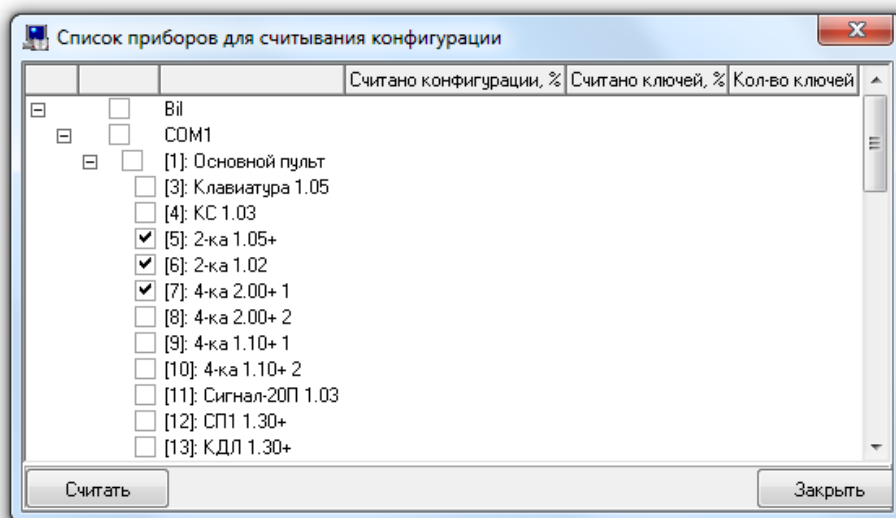 Список приборов для считывания конфигурации
Считано конфигурации, % Считано ключей, % Кол-во ключей
Bil
COM1
[1]: Основной пульт
[3]: Клавиатура 1.05
[4]: КС 1.03
[5]: 2-ка 1.05+
[6]: 2-ка 1.02
[7]: 4-ка 2.00+ 1
[8]: 4-ка 2.00+ 2
[9]: 4-ка 1.10+ 1
[10]: 4-ка 1.10+ 2
[11]: Сигнал-20П 1.03
[12]: СП1 1.30+
[13]: КДЛ 1.30+
Считать Закрыть